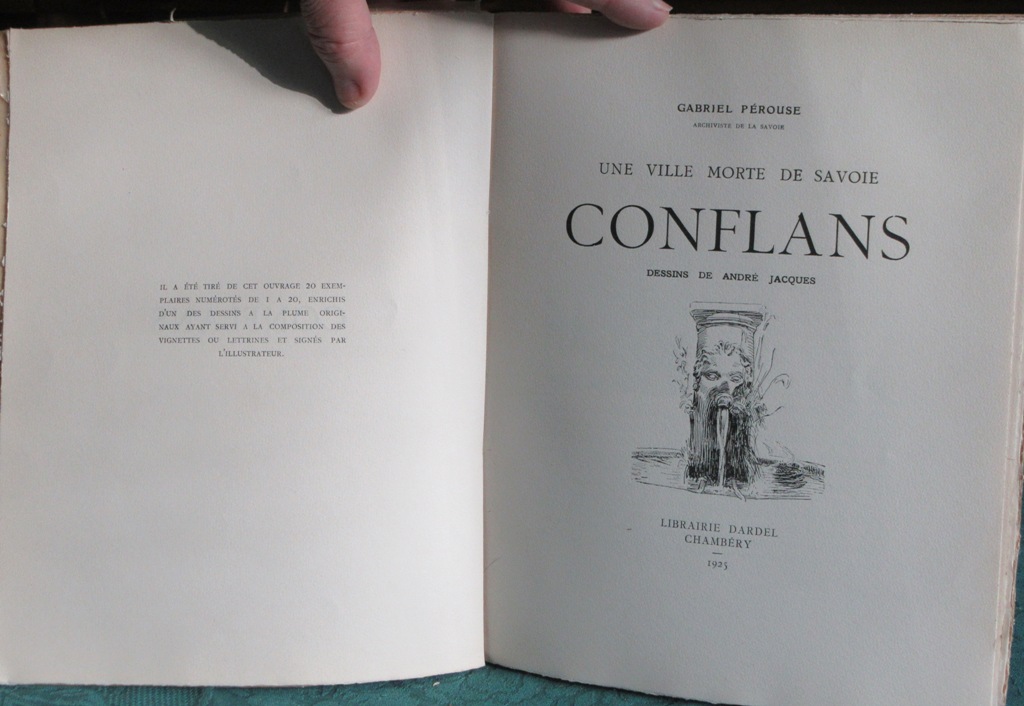 IL A ÉTÉ TIRÉ DE CET OUVRAGE 20 EXEM-
PLAIRES NUMÉROTÉS DE 1 A 20, ENRICHIS
D'UN DES DESSINS A LA PLUME ORIGI-
NAUX AYANT SERVI A LA COMPOSITION DES
VIGNETTES OU LETTRINES ET SIGNÉS PAR
L'ILLUSTRATEUR.
GABRIEL PÉROUSE
ARCHIVISTE DE LA SAVOIE
UNE VILLE MORTE DE SAVOIE
CONFLANS
DESSINS DE ANDRÉ JACQUES
LIBRAIRIE DARDEL
CHAMBÉRY
1925